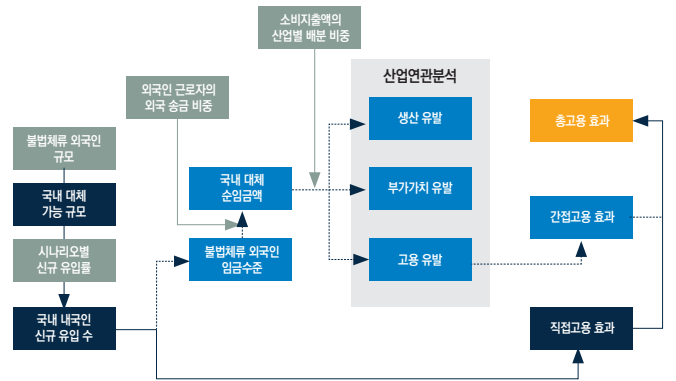 소비지출액의
산업별 배분 비중
외국인 근로자의
외국 송금 비중
불법체류 외국인
규모
국내 대체
가능 규모
시나리오별
신규 유입률
국내 내국인
신규 유입 수
국내 대체
순임금액
불법체류 외국인
임금수준
산업연관분석
생산 유발
부가가치 유발
고용 유발
총고용 효과
간접고용 효과
직접고용 효과